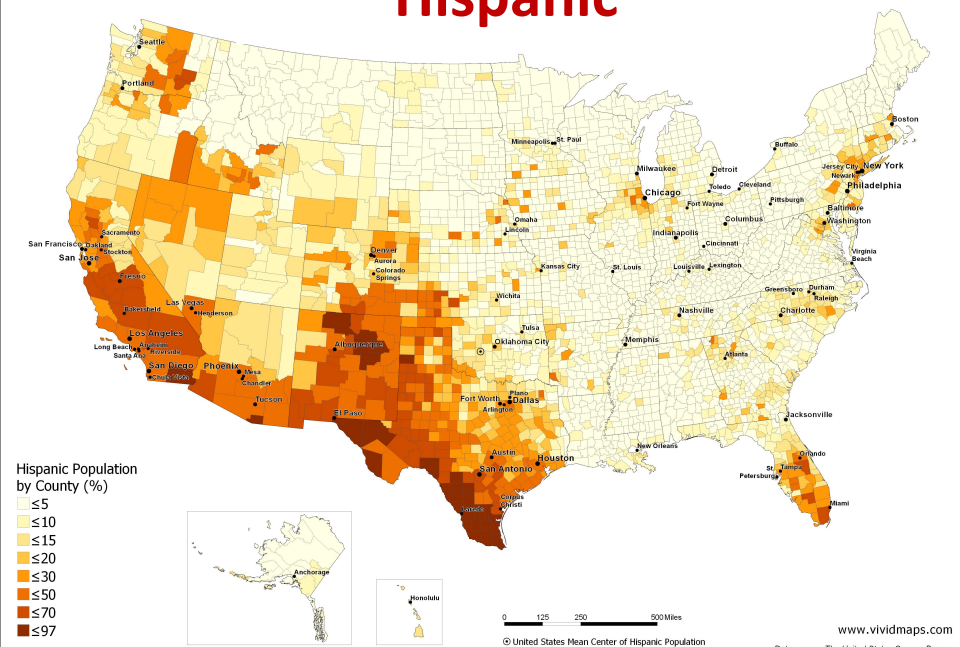 Hispanic
Seattle
Portland
Minneapolis
St. Paul
Boston
Buffalo
Milwaukee
Detroit
Jersey City
New York
Newark
Chicago
Toledo
Cleveland
Philadelphia
Fort Wayne
Pittsburgh
Baltimore
Omaha
Columbus
Washington
Lincoln
Sacramento
Indianapolis
San Francisco
Oakland
Denver
Cincinnati
Stockton
Aurora
Virginia
Beach
San Jose
Colorado
Springs
Kansas City
St. Louis
Louisville
Lexington
Fresno
Greensboro
Durham
Raleigh
Wichita
Las Vegas
Henderson
Bakersfield
Nashville
Charlotte
Tulsa
Los Angeles
Oklahoma City
Memphis
Long Beach
Anaheim
Albuquerque
Santa Ana
Riverside
Atlanta
San Diego
Phoenix
Mesa
Chula Vista
Chandler
Plano
Tucson
Fort Worth
Dallas
Arlington
El Paso
Jacksonville
New Orleans
Austin
Houston
Orlando
San Antonio
St.
Petersburg
Tampa
Corpus
Christi
Laredo
Miami
Hispanic Population
by County (%)
≤5
≤10
≤15
≤20
≤30
≤50
≤70
≤97
Anchorage
Honolulu
0 125 250 500 Miles
United States Mean Center of Hispanic Population
www.vividmaps.com